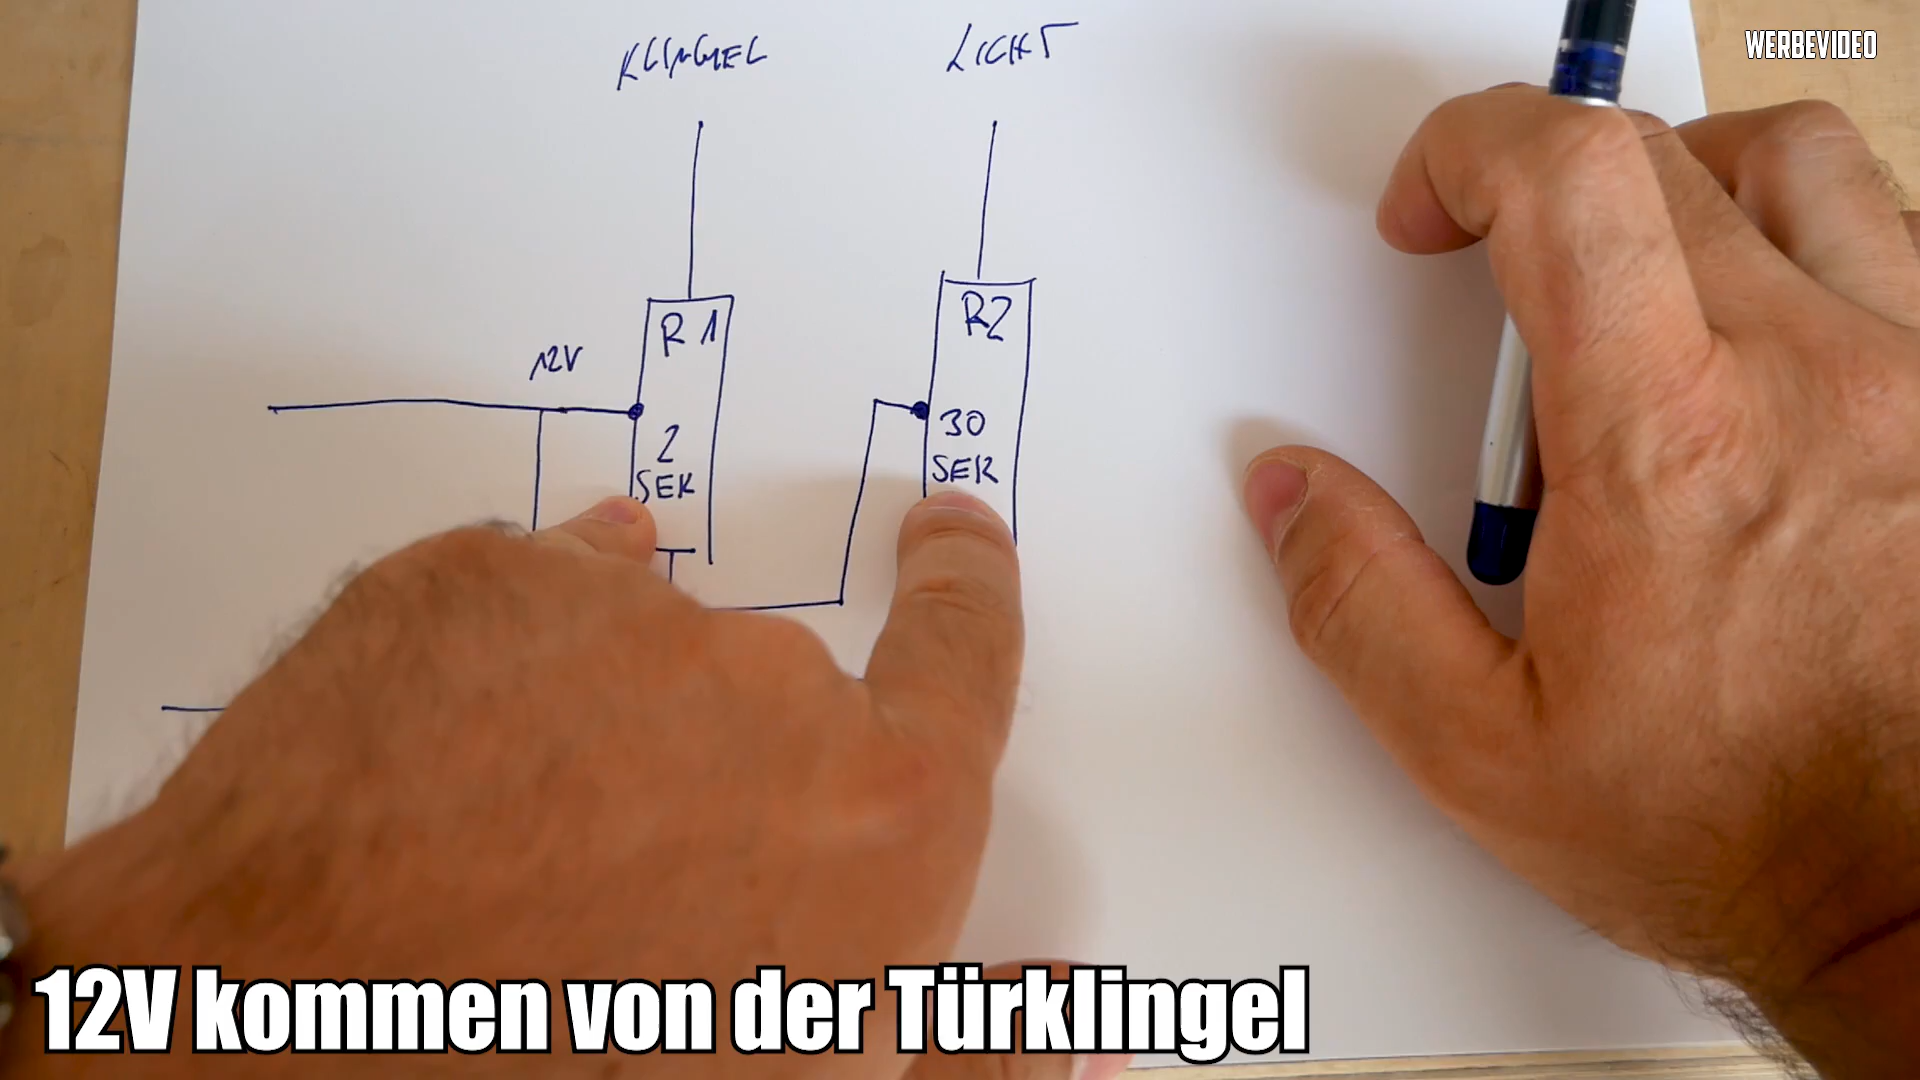 WERBEVIDEO
KLINGEL
LICHT
R1
R2
12V
2
SEK
30
SEK
12V kommen von der Türklingel